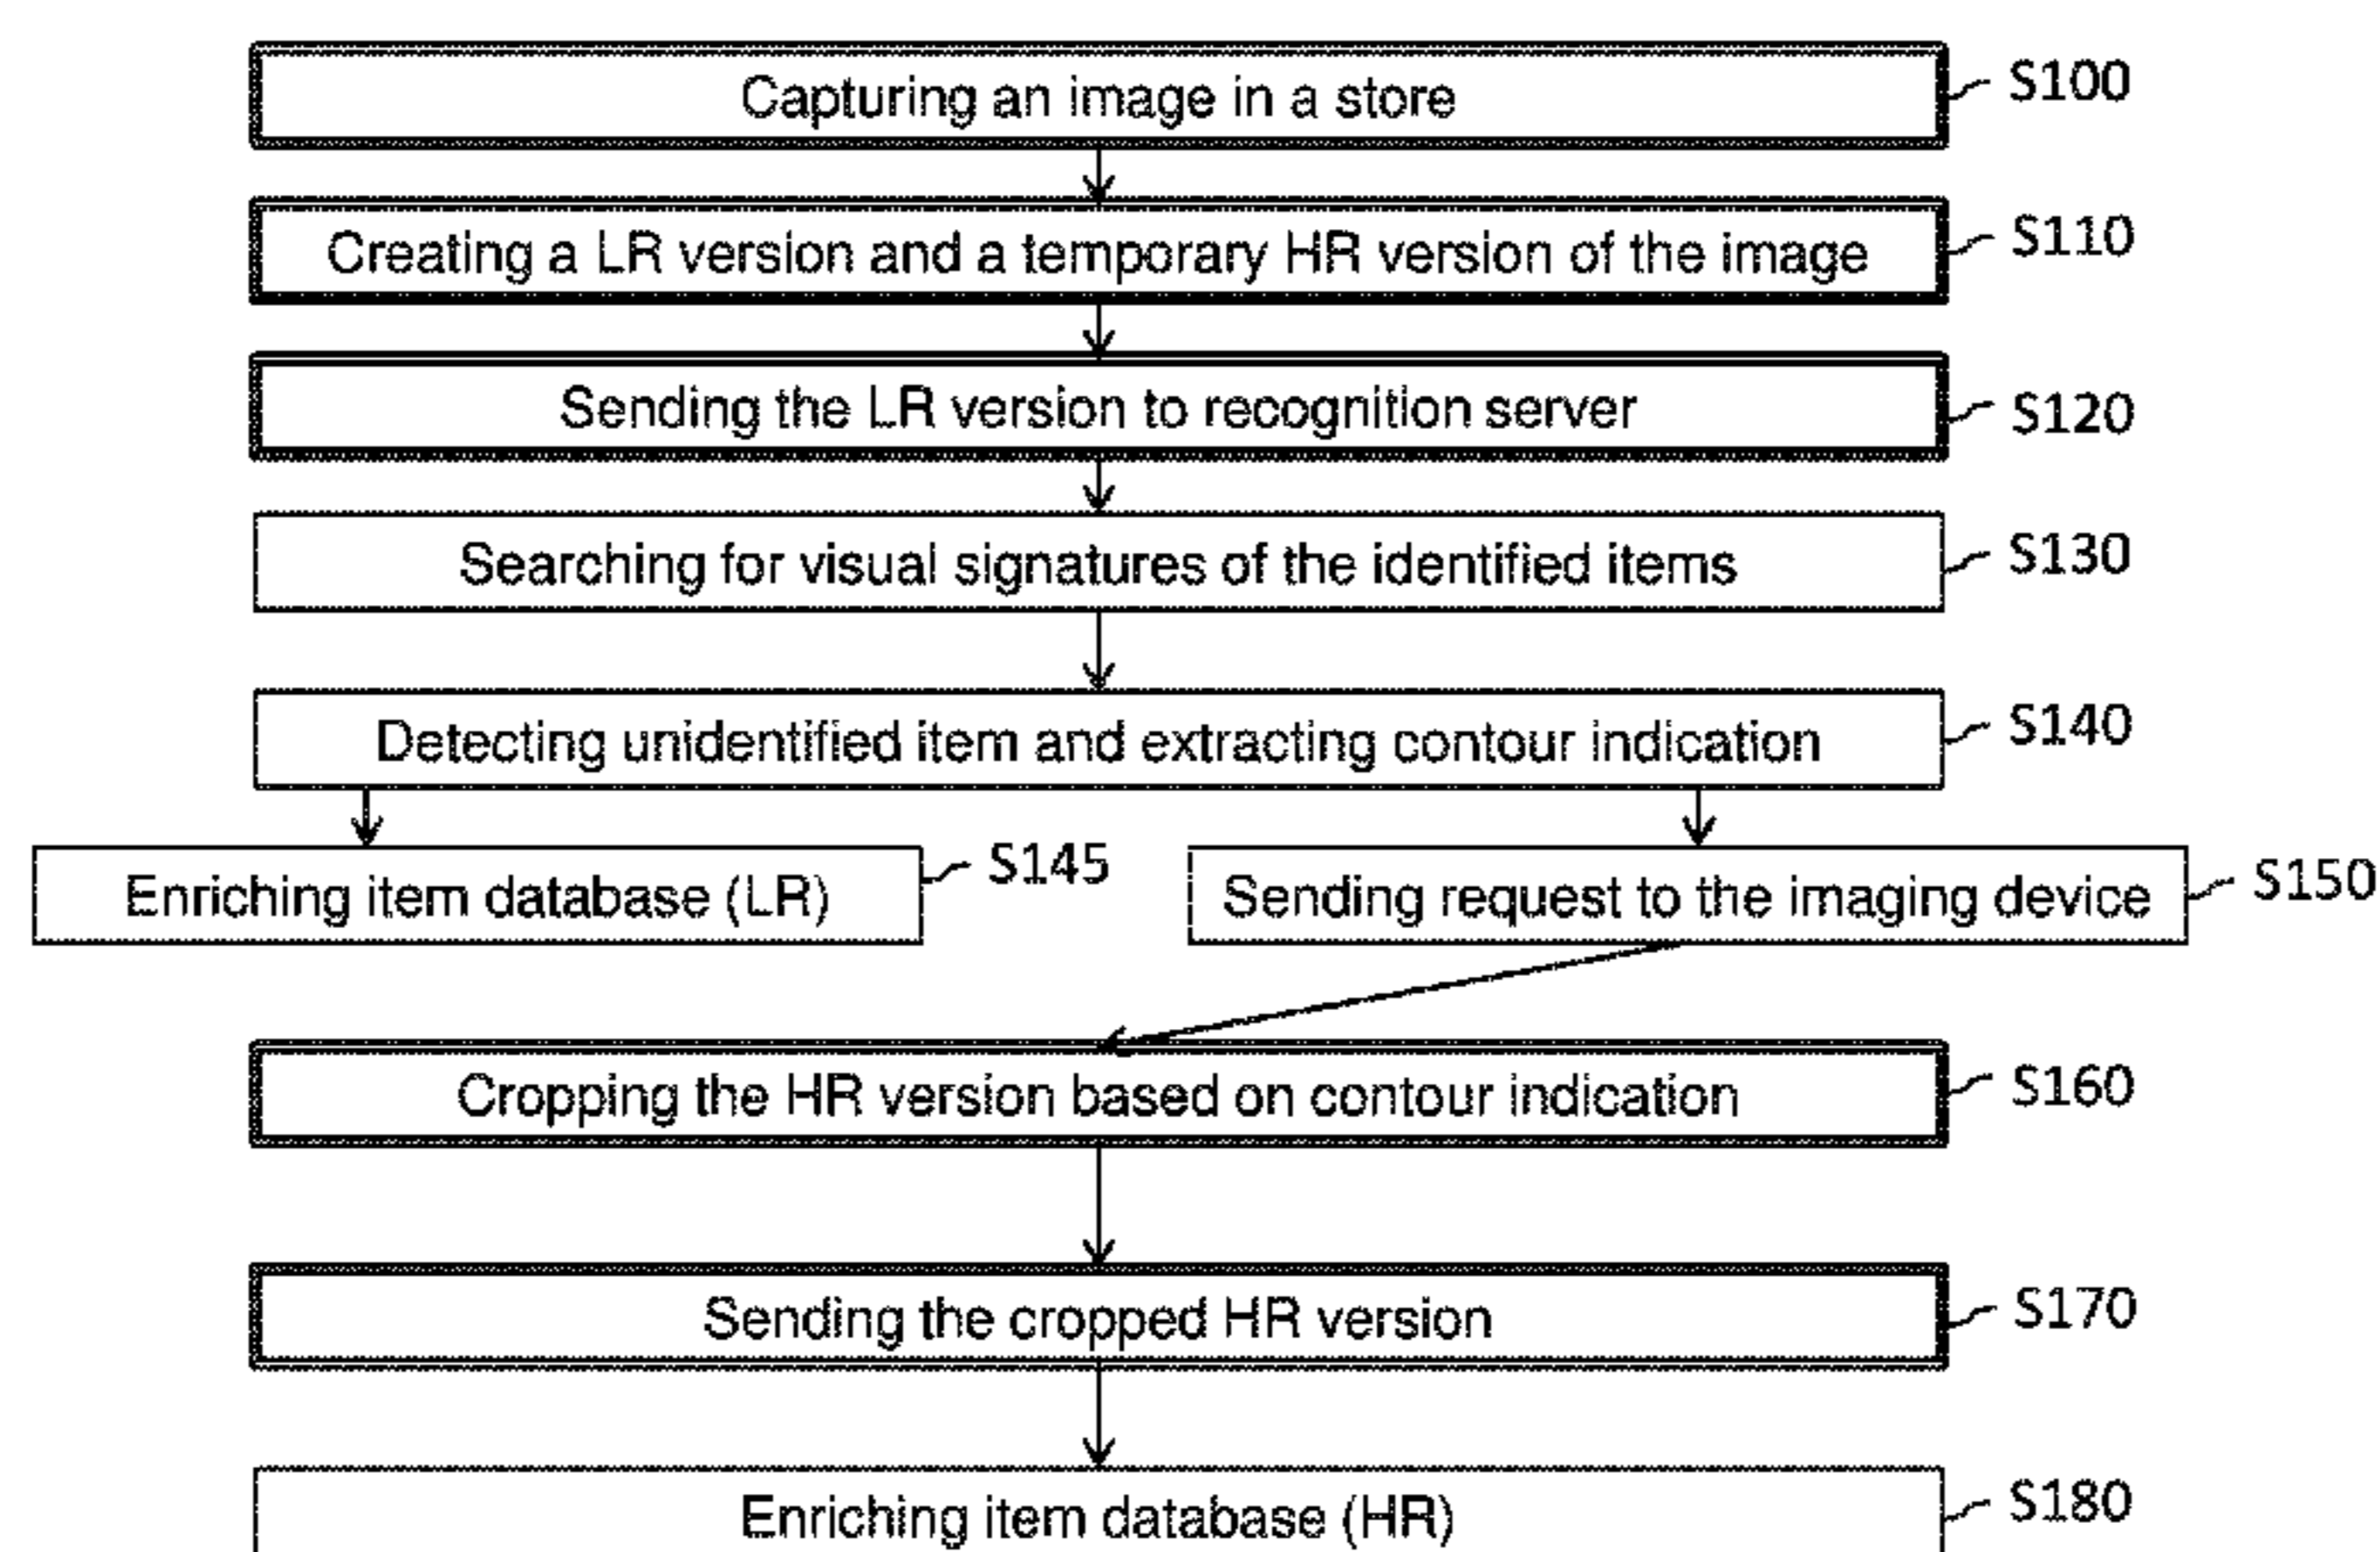 Capturing an image in a store
S100
Creating a LR version and a temporary HR version of the image
S110
Sending the LR version to recognition server
S120
Searching for visual signatures of the identified items
S130
Detecting unidentified item and extracting contour indication
S140
Enriching item database (LR)
S145
Sending request to the imaging device
S150
Cropping the HR version based on contour indication
S160
Sending the cropped HR version
S170
Enriching item database (HR)
S180